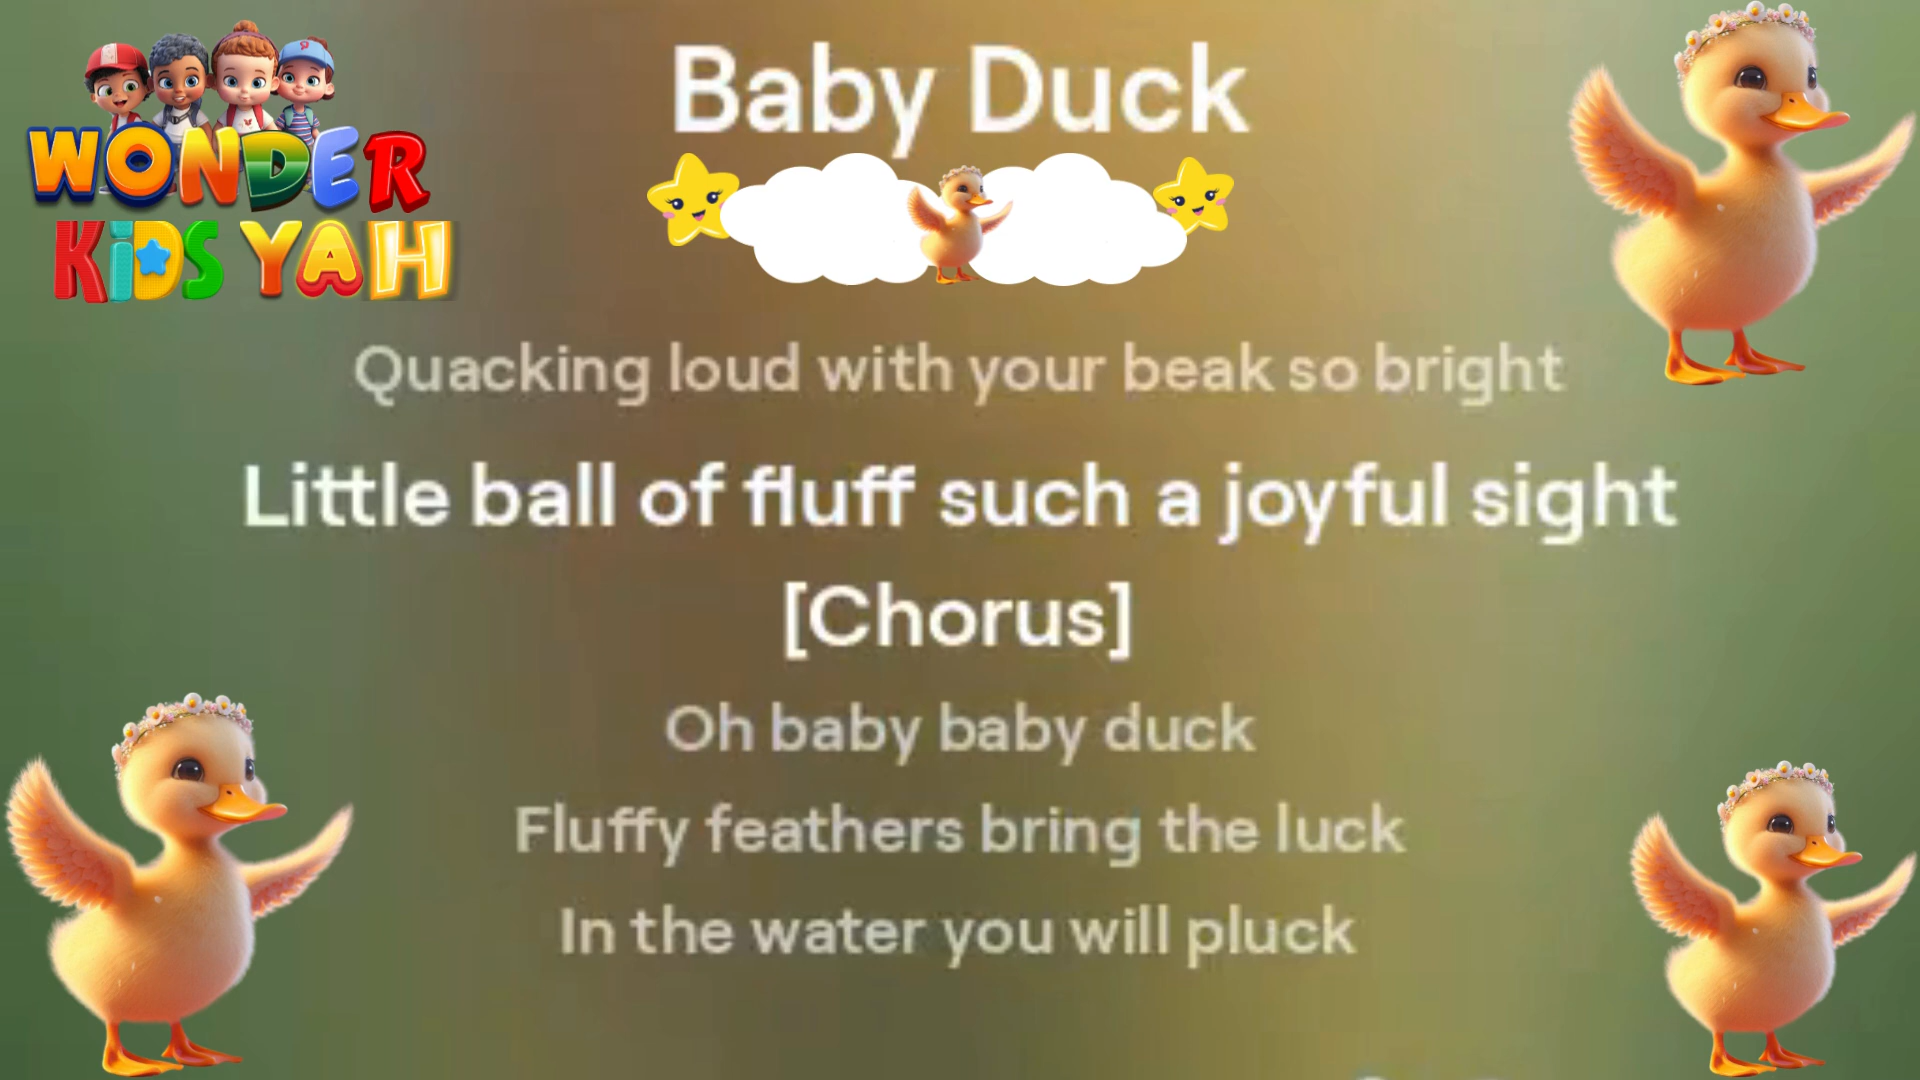 WONDER
KiDS YAH
Baby Duck
Quacking loud with your beak so bright
Little ball of fluff such a joyful sight
[Chorus]
Oh baby baby duck
Fluffy feathers bring the luck
In the water you will pluck